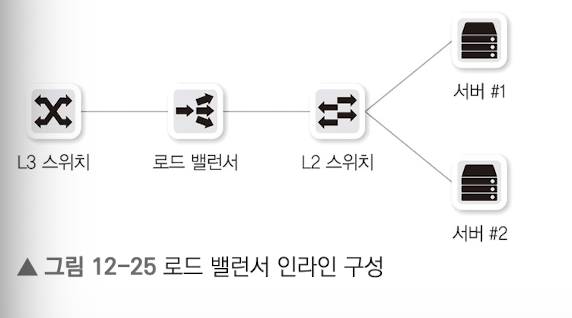 서버 #1
L3 스위치
로드 밸런서
L2 스위치
서버 #2
▲ 그림 12-25 로드 밸런서 인라인 구성